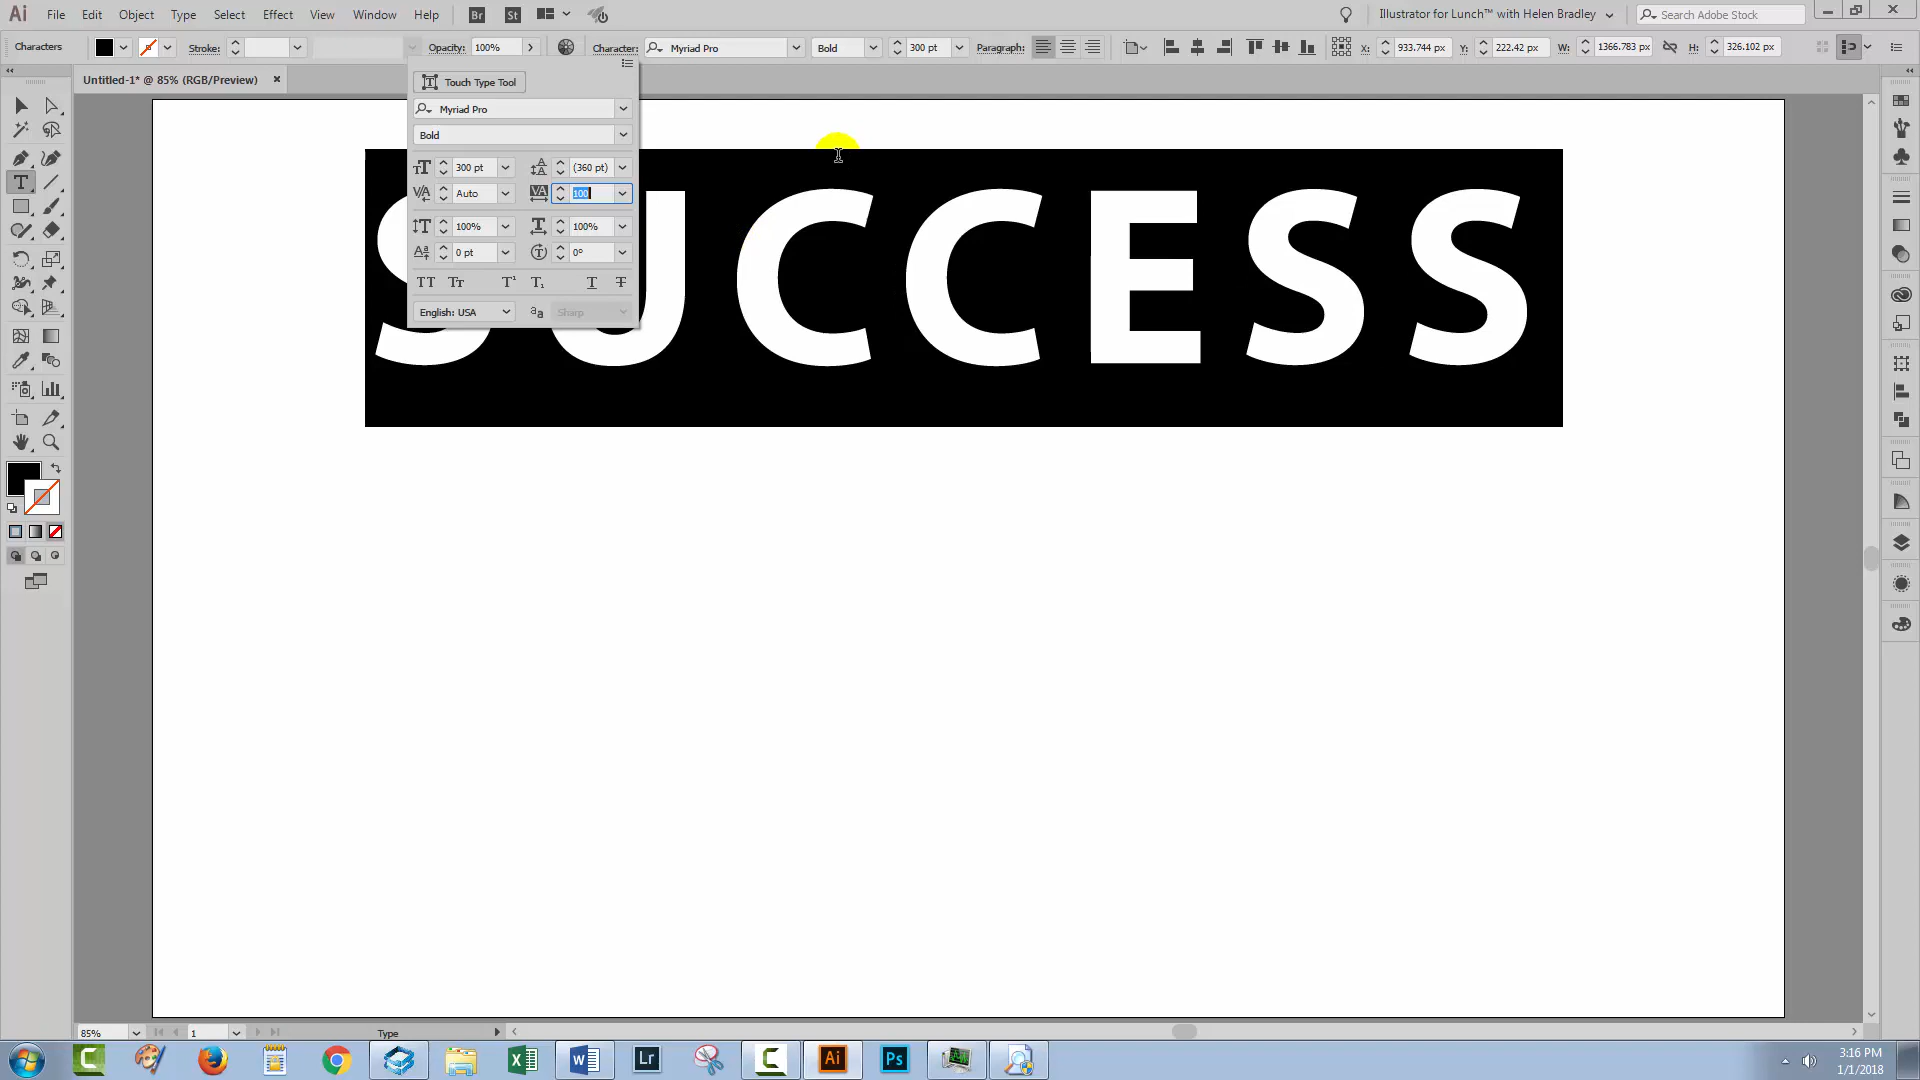 Ai File Edit Object Type Select Effect View Window Help Br St Illustrator for Lunch™ with Helen Bradley Search Adobe Stock
Characters Stroke: Opacity: 100% Character: Myriad Pro Bold 300 pt Paragraph: X: 933.744 px Y: 222.42 px W: 1366.783 px H: 326.102 px
Untitled-1* @ 85% (RGB/Preview) ×
Touch Type Tool
Myriad Pro
Bold
300 pt (360 pt)
Auto 100
100% 100%
0 pt 0°
English: USA Sharp
SUCCESS
85% 1 Type
Lr Ai Ps
3:16 PM
1/1/2018